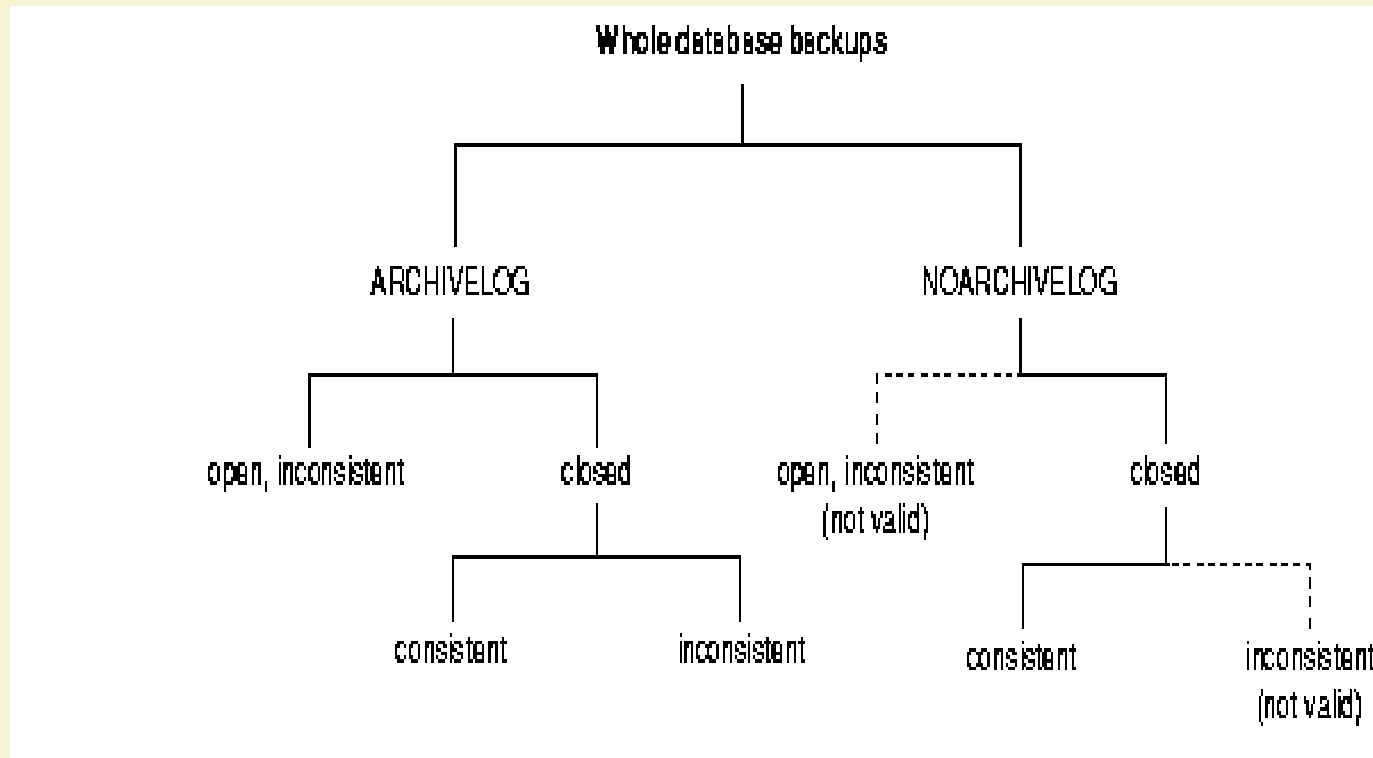 Whole database backups
ARCHIVELOG
NOARCHIVELOG
open, inconsistent
closed
open, inconsistent
(not valid)
closed
consistent
inconsistent
consistent
inconsistent
(not valid)